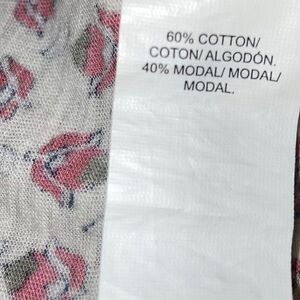 60% COTTON/
COTON/ ALGODÓN.
40% MODAL/ MODAL/
MODAL.